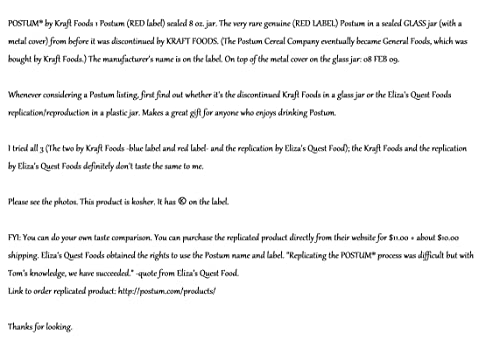 POSTUM® by Kraft Foods 1 Postum (RED label) sealed 8 oz. jar. The very rare genuine (RED LABEL) Postum in a sealed GLASS jar (with a
metal cover) from before it was discontinued by KRAFT FOODS. (The Postum Cereal Company eventually became General Foods, which was
bought by Kraft Foods.) The manufacturer's name is on the label. On top of the metal cover on the glass jar: 08 FEB 09.
Whenever considering a Postum listing, first find out whether it's the discontinued Kraft Foods in a glass jar or the Eliza's Quest Foods
replication/reproduction in a plastic jar. Makes a great gift for anyone who enjoys drinking Postum.
I tried all 3 (The two by Kraft Foods -blue label and red label- and the replication by Eliza's Quest Food); the Kraft Foods and the replication
by Eliza's Quest Foods definitely don't taste the same to me.
Please see the photos. This product is kosher. It has Ⓚ on the label.
FYI: You can do your own taste comparison. You can purchase the replicated product directly from their website for $11.00 + about $10.00
shipping. Eliza's Quest Foods obtained the rights to use the Postum name and label. "Replicating the POSTUM® process was difficult but with
Tom's knowledge, we have succeeded." -quote from Eliza's Quest Food.
Link to order replicated product: http://postum.com/products/
Thanks for looking.